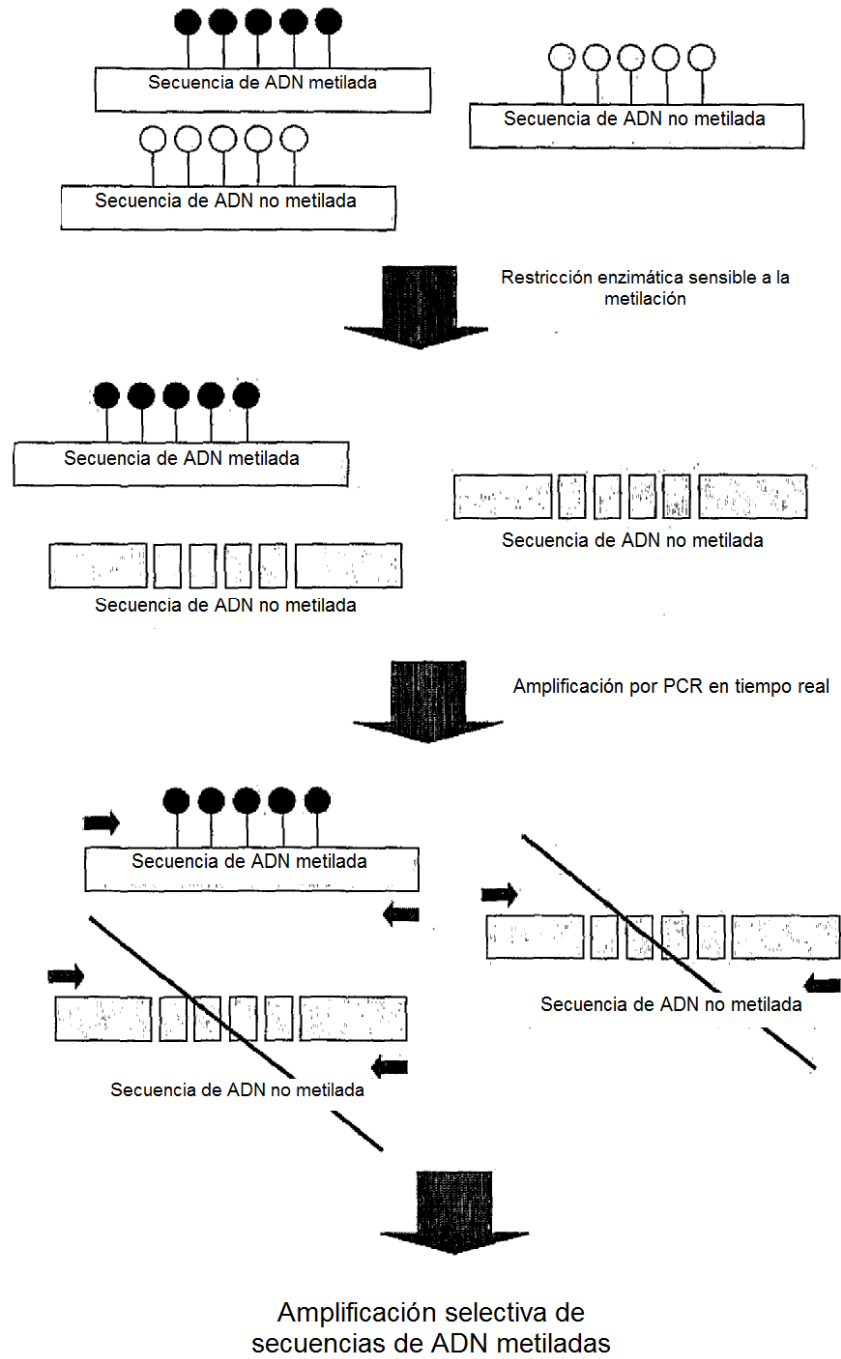 Secuencia de ADN metilada
Secuencia de ADN no metilada
Secuencia de ADN no metilada
Restricción enzimática sensible a la
metilación
Secuencia de ADN metilada
Secuencia de ADN no metilada
Secuencia de ADN no metilada
Amplificación por PCR en tiempo real
Secuencia de ADN metilada
Secuencia de ADN no metilada
Secuencia de ADN no metilada
Amplificación selectiva de
secuencias de ADN metiladas